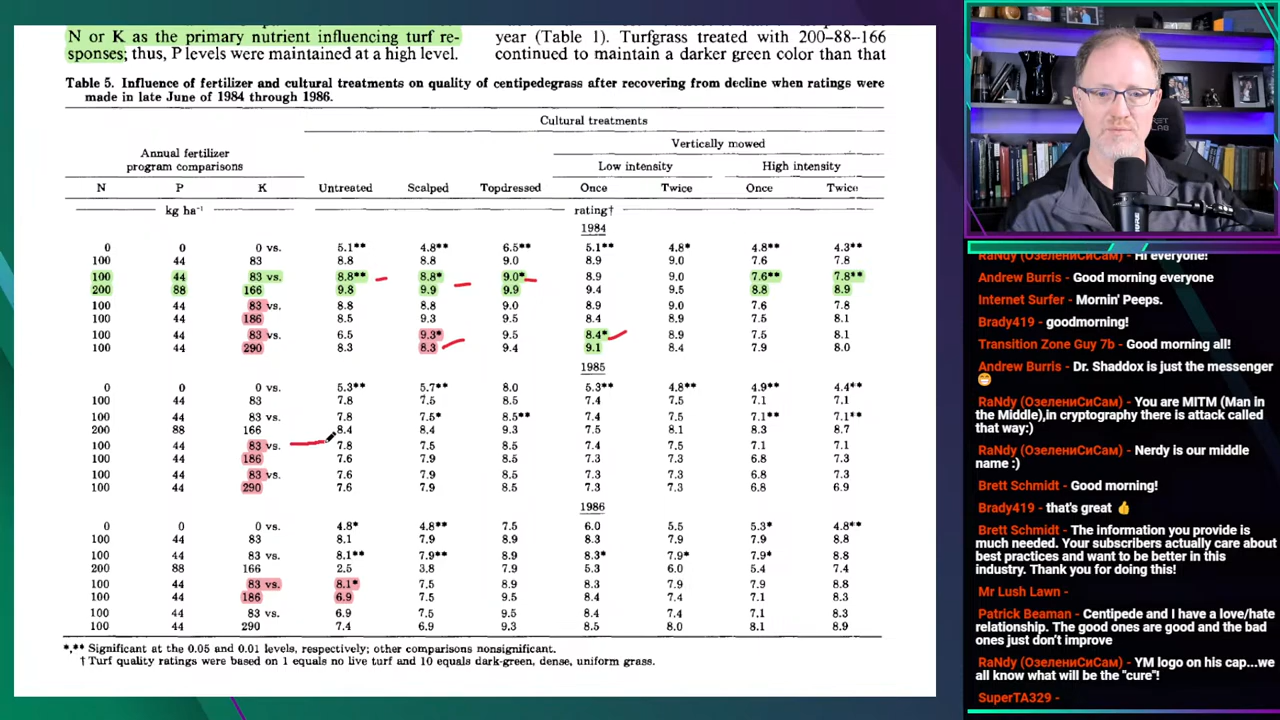 N or K as the primary nutrient influencing turf re-
sponses; thus, P levels were maintained at a high level.
year (Table 1). Turfgrass treated with 200–88–166
continued to maintain a darker green color than that
Table 5. Influence of fertilizer and cultural treatments on quality of centipedegrass after recovering from decline when ratings were
made in late June of 1984 through 1986.
Cultural treatments
Vertically mowed
Annual fertilizer
program comparisons
Low intensity High intensity
N P K Untreated Scalped Topdressed Once Twice Once Twice
kg ha⁻¹ rating†
1984
0 0 0 vs. 5.1** 4.8** 6.5** 5.1** 4.8* 4.8** 4.3**
100 44 83 8.8 8.8 9.0 8.9 9.0 7.6 7.8
100 44 83 vs. 8.8** 8.8* 9.0* 8.9 9.0 7.6** 7.8**
200 88 166 9.8 9.9 9.9 9.4 9.5 8.8 8.9
100 44 83 vs. 8.8 8.8 9.0 8.9 9.0 7.6 7.8
100 44 186 8.5 9.3 9.5 8.4 8.9 7.5 8.1
100 44 83 vs. 6.5 9.3* 9.5 8.4* 8.9 7.5 8.1
100 44 290 8.3 8.3 9.4 9.1 8.4 7.9 8.0
1985
0 0 0 vs. 5.3** 5.7** 8.0 5.3** 4.8** 4.9** 4.4**
100 44 83 7.8 7.5 8.5 7.4 7.5 7.1 7.1
100 44 83 vs. 7.8 7.5* 8.5** 7.4 7.5 7.1** 7.1**
200 88 166 8.4 8.4 9.3 7.5 8.1 8.3 8.7
100 44 83 vs. 7.8 7.5 8.5 7.4 7.5 7.1 7.1
100 44 186 7.6 7.9 8.5 7.3 7.3 6.8 7.3
100 44 83 vs. 7.6 7.9 8.5 7.3 7.3 6.8 7.3
100 44 290 7.6 7.9 8.5 7.3 7.3 6.8 6.9
1986
0 0 0 vs. 4.8* 4.8** 7.5 6.0 5.5 5.3* 4.8**
100 44 83 8.1 7.9 8.9 8.3 7.9 7.9 8.8
100 44 83 vs. 8.1** 7.9** 8.9 8.3* 7.9* 7.9* 8.8
200 88 166 2.5 3.8 7.9 5.3 6.0 5.4 7.4
100 44 83 vs. 8.1* 7.5 8.9 8.3 7.9 7.9 8.8
100 44 186 6.9 7.5 9.5 8.4 7.4 7.1 8.3
100 44 83 vs. 6.9 7.5 9.5 8.4 7.4 7.1 8.3
100 44 290 7.4 6.9 9.3 8.5 8.0 8.1 8.9
*,** Significant at the 0.05 and 0.01 levels, respectively; other comparisons nonsignificant.
† Turf quality ratings were based on 1 equals no live turf and 10 equals dark-green, dense, uniform grass.
RaNdy (ОзелениСиСам) - Hi everyone!
Andrew Burris - Good morning everyone
Internet Surfer - Mornin' Peeps.
Brady419 - goodmorning!
Transition Zone Guy 7b - Good morning all!
Andrew Burris - Dr. Shaddox is just the messenger
😁
RaNdy (ОзелениСиСам) - You are MITM (Man in
the Middle),in cryptography there is attack called
that way:)
RaNdy (ОзелениСиСам) - Nerdy is our middle
name :)
Brett Schmidt - Good morning!
Brady419 - that's great 👍
Brett Schmidt - The information you provide is
much needed. Your subscribers actually care about
best practices and want to be better in this
industry. Thank you for doing this!
Mr Lush Lawn -
Patrick Beaman - Centipede and I have a love/hate
relationship. The good ones are good and the bad
ones just don't improve
RaNdy (ОзелениСиСам) - YM logo on his cap...we
all know what will be the "cure"!
SuperTA329 -